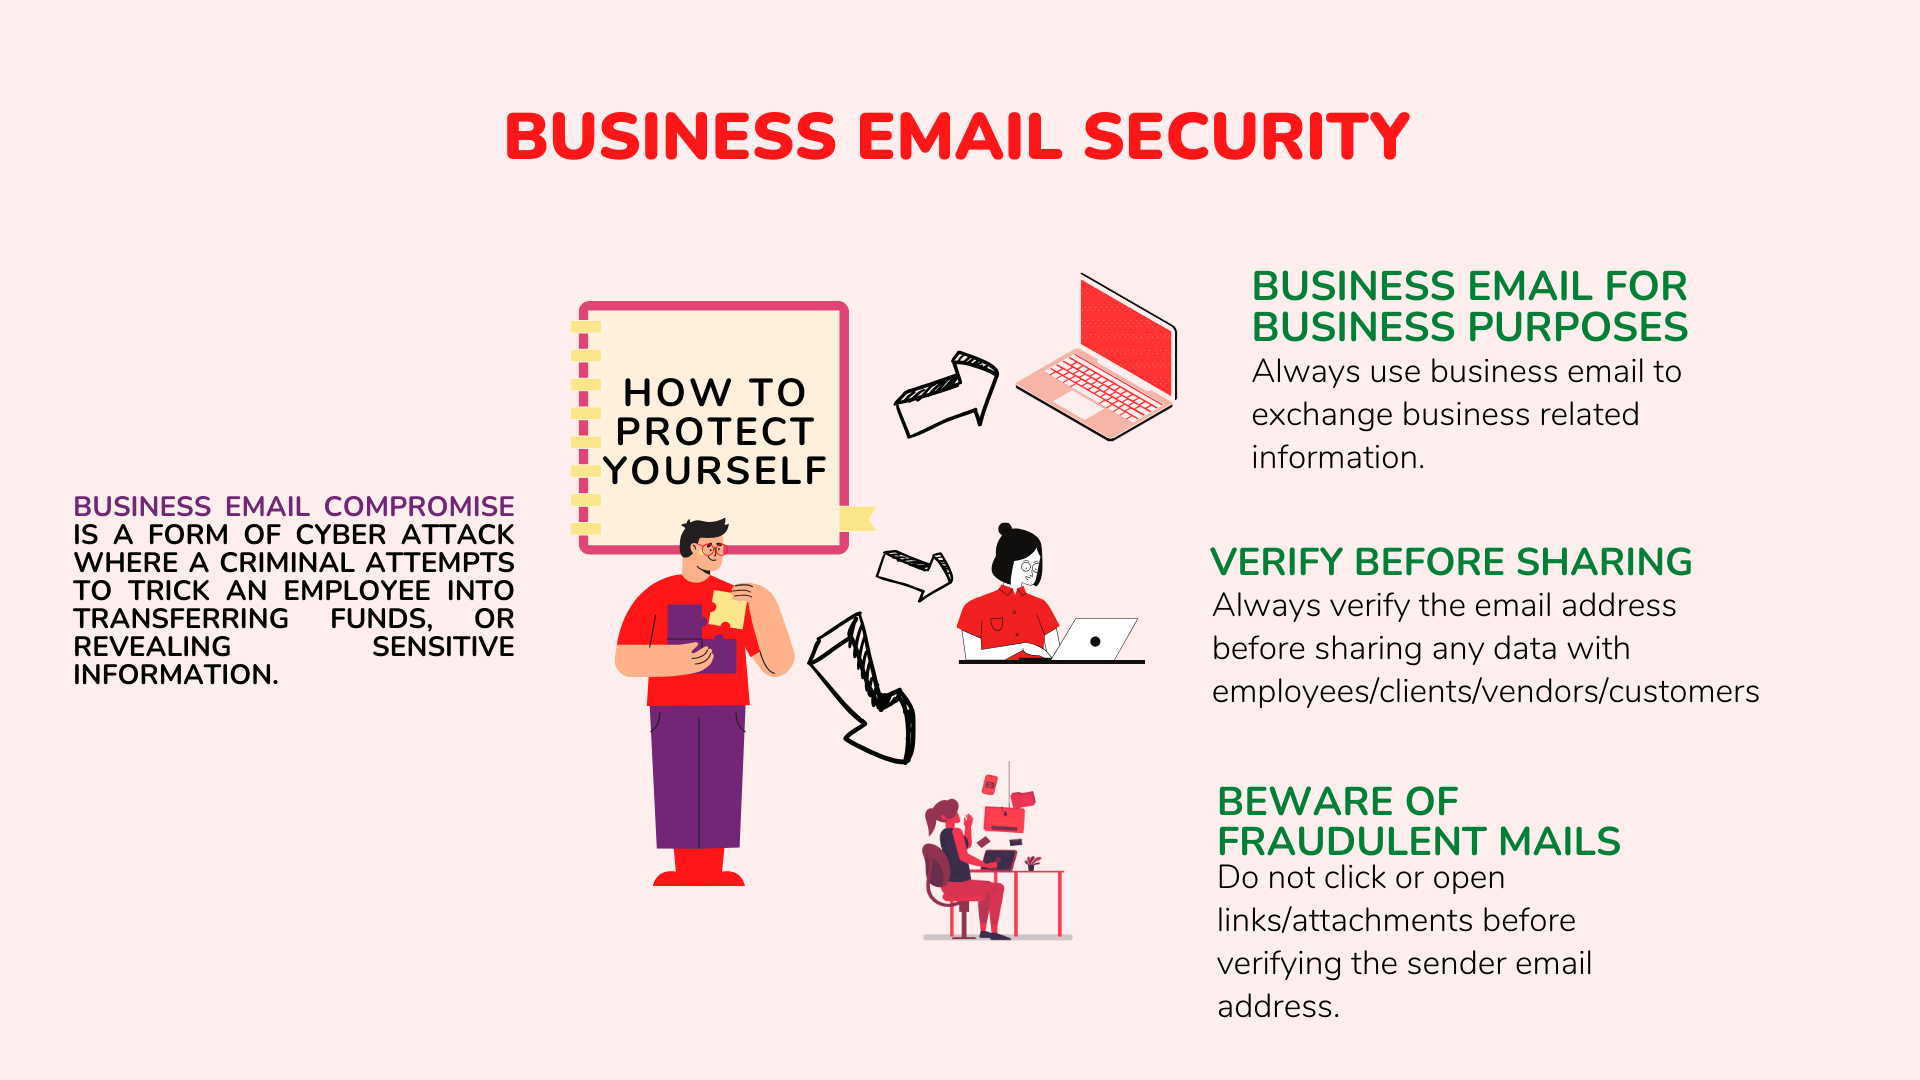 BUSINESS EMAIL SECURITY
BUSINESS EMAIL COMPROMISE
IS A FORM OF CYBER ATTACK
WHERE A CRIMINAL ATTEMPTS
TO TRICK AN EMPLOYEE INTO
TRANSFERRING FUNDS, OR
REVEALING SENSITIVE
INFORMATION.
HOW TO
PROTECT
YOURSELF
BUSINESS EMAIL FOR
BUSINESS PURPOSES
Always use business email to
exchange business related
information.
VERIFY BEFORE SHARING
Always verify the email address
before sharing any data with
employees/clients/vendors/customers
BEWARE OF
FRAUDULENT MAILS
Do not click or open
links/attachments before
verifying the sender email
address.